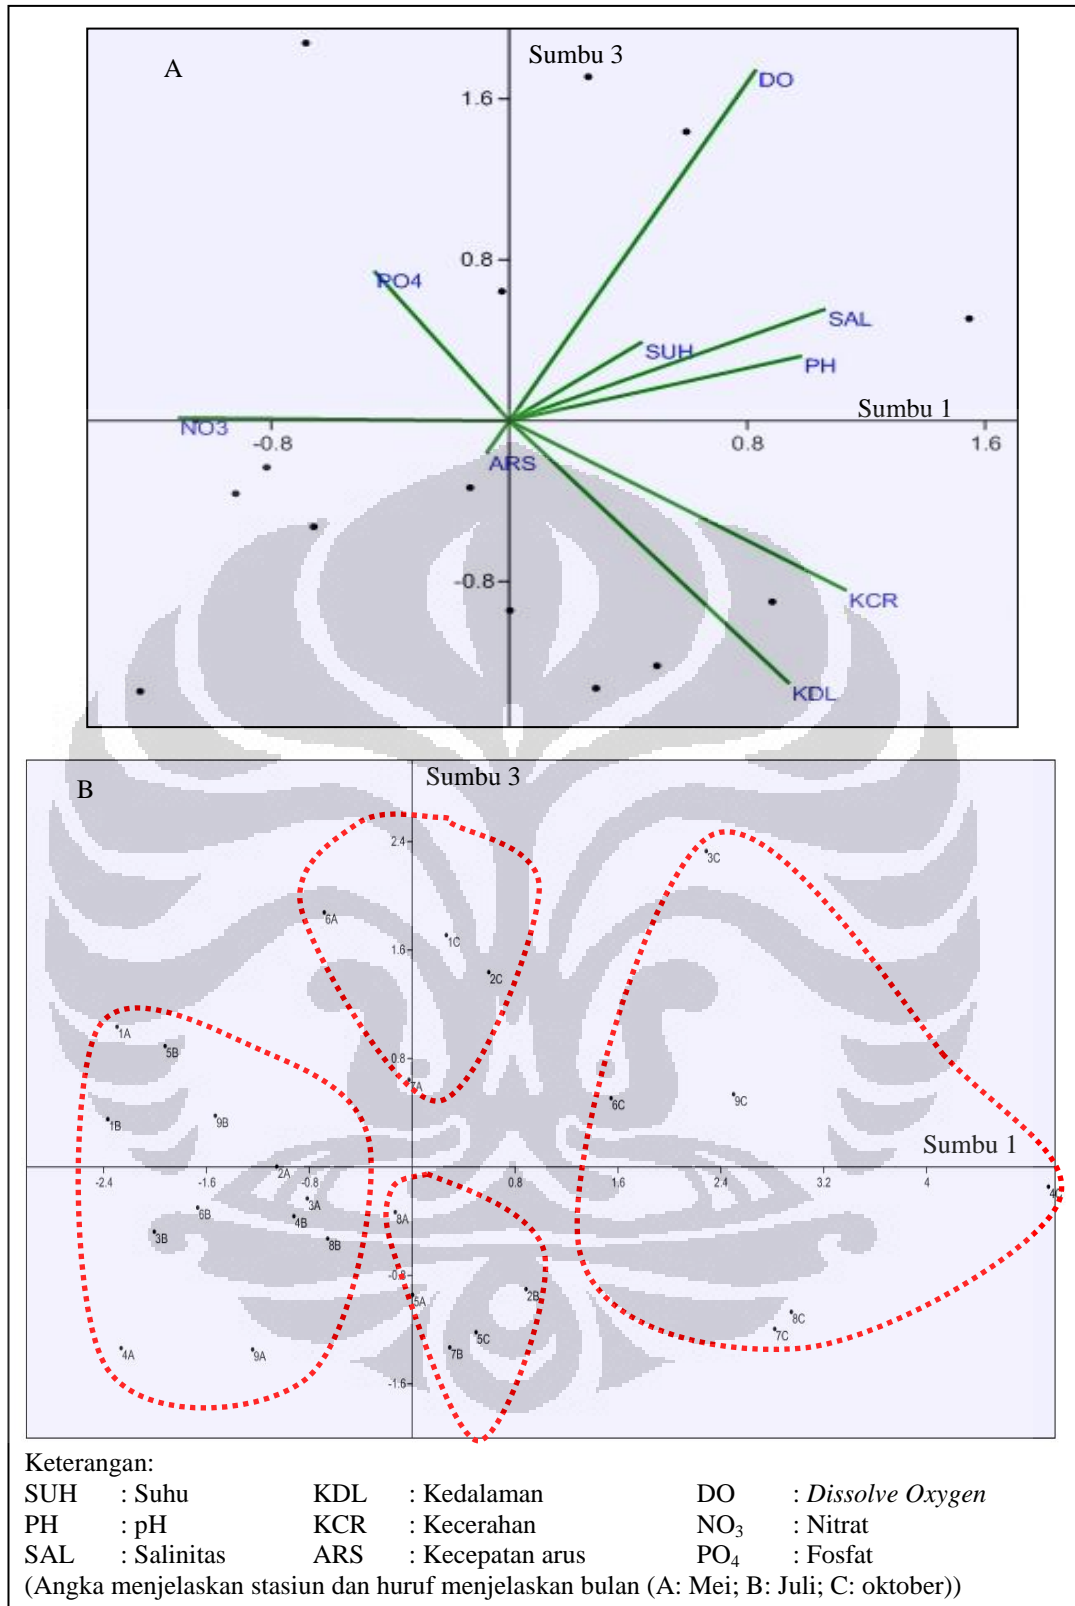 A
Sumbu 3
DO
1.6
0.8
PO4
SAL
SUH
PH
Sumbu 1
NO3
-0.8
0.8
1.6
ARS
-0.8
KCR
KDL
B
Sumbu 3
2.4
3C
6A
1C
1.6
2C
1A
5B
0.8
7A
6C
9C
1B
9B
Sumbu 1
2A
-2.4
-1.6
-0.8
0.8
1.6
2.4
3.2
4
4C
3A
6B
4B
8A
3B
8B
-0.8
5A
2B
8C
7C
5C
7B
4A
9A
-1.6
Keterangan:
SUH : Suhu KDL : Kedalaman DO : Dissolve Oxygen
PH : pH KCR : Kecerahan NO3 : Nitrat
SAL : Salinitas ARS : Kecepatan arus PO4 : Fosfat
(Angka menjelaskan stasiun dan huruf menjelaskan bulan (A: Mei; B: Juli; C: oktober))